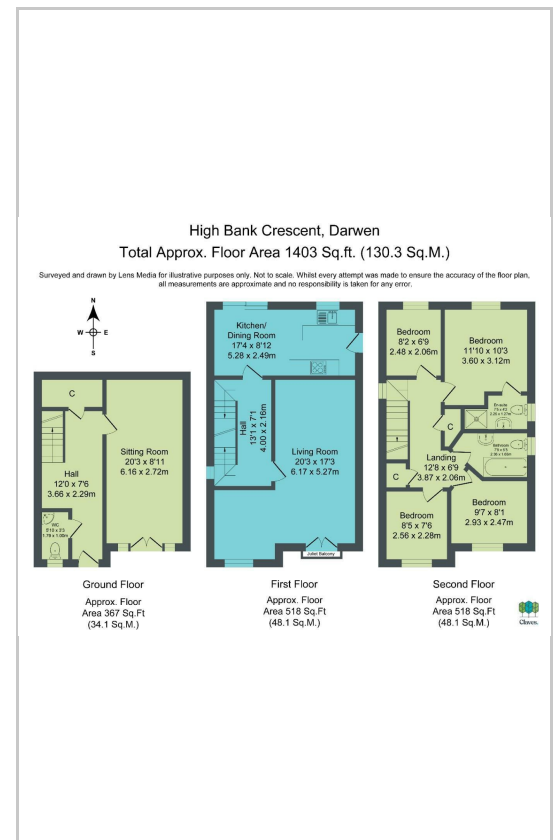 High Bank Crescent, Darwen
Total Approx. Floor Area 1403 Sq.ft. (130.3 Sq.M.)
Surveyed and drawn by Lens Media for illustrative purposes only. Not to scale. Whilst every attempt was made to ensure the accuracy of the floor plan,
all measurements are approximate and no responsibility is taken for any error.
N
W E
S
C
Sitting Room
20'3 x 8'11
6.16 x 2.72m
Hall
12'0 x 7'6
3.66 x 2.29m
WC
Ground Floor
Approx. Floor
Area 367 Sq.Ft
(34.1 Sq.M.)
Kitchen/
Dining Room
17'4 x 8'12
5.28 x 2.49m
Hall
13'1 x 7'1
4.00 x 2.16m
Living Room
20'3 x 17'3
6.17 x 5.27m
Juliet Balcony
First Floor
Approx. Floor
Area 518 Sq.Ft
(48.1 Sq.M.)
Bedroom
8'2 x 6'9
2.48 x 2.06m
Bedroom
11'10 x 10'3
3.60 x 3.12m
En-suite
C
Bathroom
Landing
12'8 x 6'9
3.87 x 2.06m
C
Bedroom
8'5 x 7'6
2.56 x 2.28m
Bedroom
9'7 x 8'1
2.93 x 2.47m
Second Floor
Approx. Floor
Area 518 Sq.Ft
(48.1 Sq.M.)
Claves.